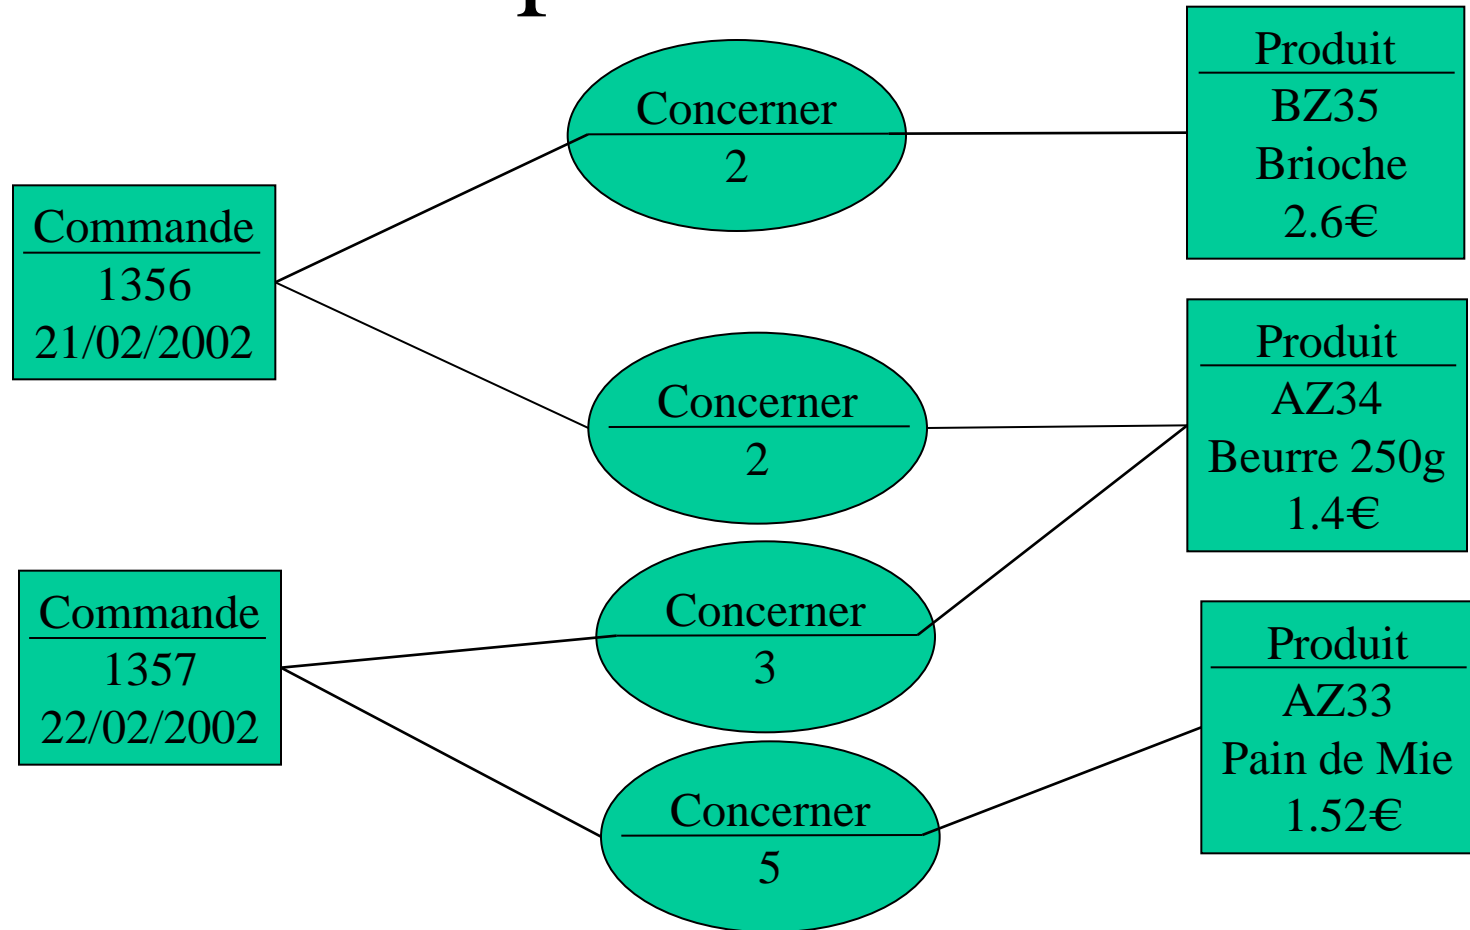 Concerner
2
Produit
BZ35
Brioche
2.6€
Commande
1356
21/02/2002
Concerner
2
Produit
AZ34
Beurre 250g
1.4€
Commande
1357
22/02/2002
Concerner
3
Produit
AZ33
Pain de Mie
1.52€
Concerner
5